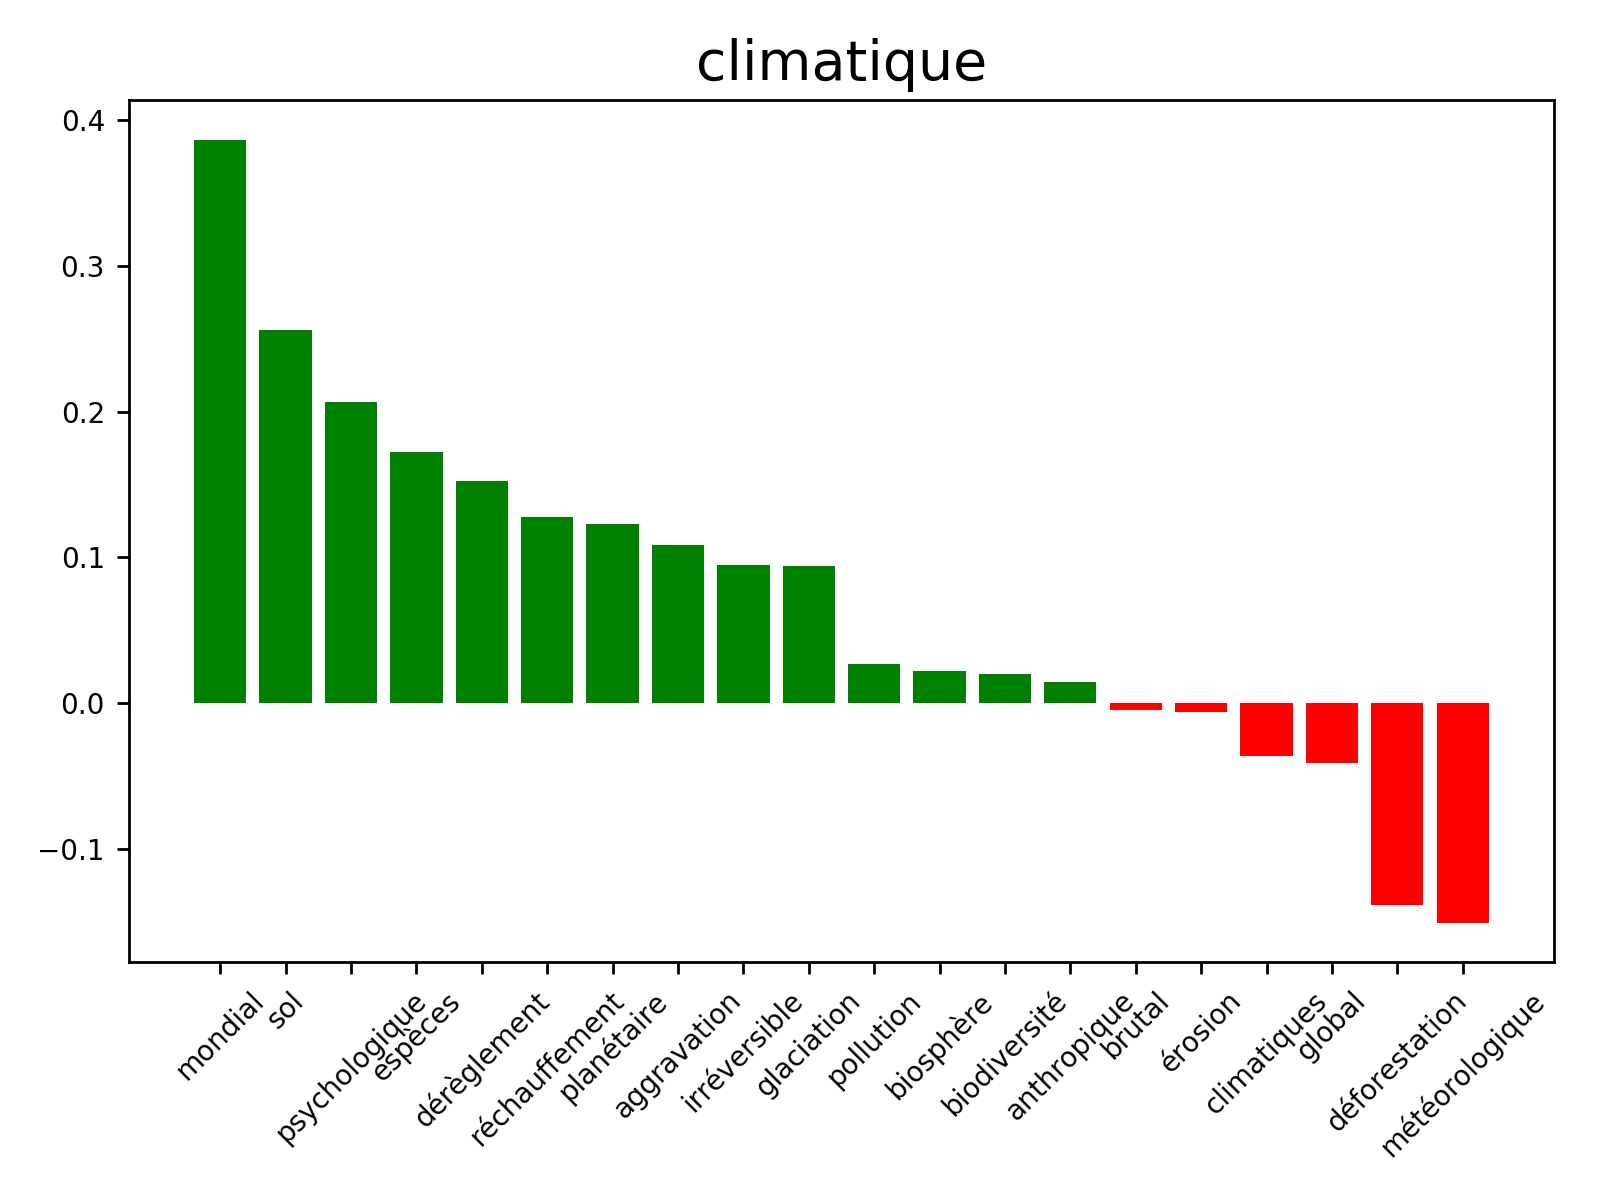 climatique
0.4
0.3
0.2
0.1
0.0
−0.1
mondial
sol
psychologique
espèces
dérèglement
réchauffement
planétaire
aggravation
irréversible
glaciation
pollution
biosphère
biodiversité
anthropique
brutal
érosion
climatiques
global
déforestation
météorologique